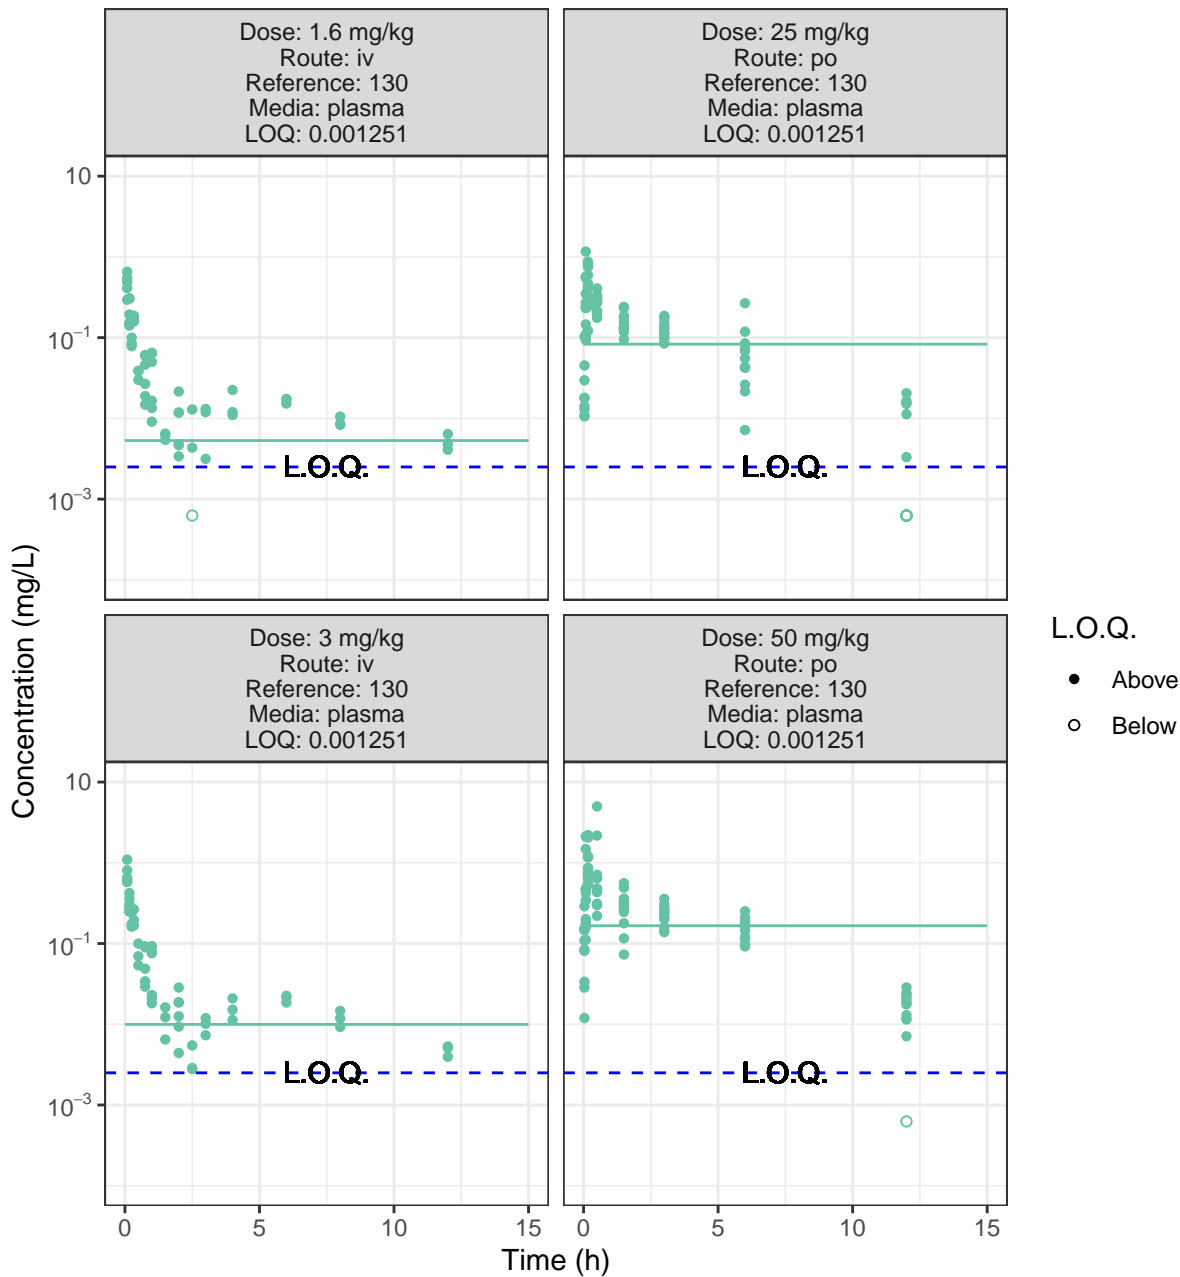 Dose: 1.6 mg/kg
Route: iv
Reference: 130
Media: plasma
LOQ: 0.001251
Dose: 25 mg/kg
Route: po
Reference: 130
Media: plasma
LOQ: 0.001251
10
10⁻¹
10⁻³
L.O.Q.
L.O.Q.
Dose: 3 mg/kg
Route: iv
Reference: 130
Media: plasma
LOQ: 0.001251
Dose: 50 mg/kg
Route: po
Reference: 130
Media: plasma
LOQ: 0.001251
10
10⁻¹
10⁻³
L.O.Q.
L.O.Q.
0 5 10 15
0 5 10 15
Time (h)
Concentration (mg/L)
L.O.Q.
Above
Below